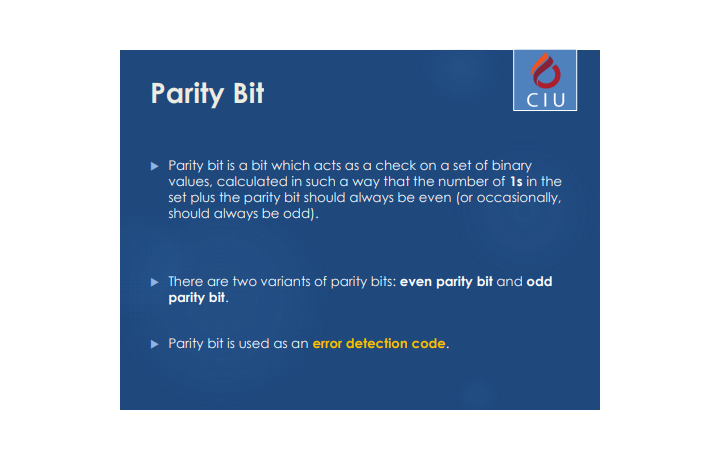 Parity Bit
CIU
Parity bit is a bit which acts as a check on a set of binary
values, calculated in such a way that the number of 1s in the
set plus the parity bit should always be even (or occasionally,
should always be odd).
There are two variants of parity bits: even parity bit and odd
parity bit.
Parity bit is used as an error detection code.